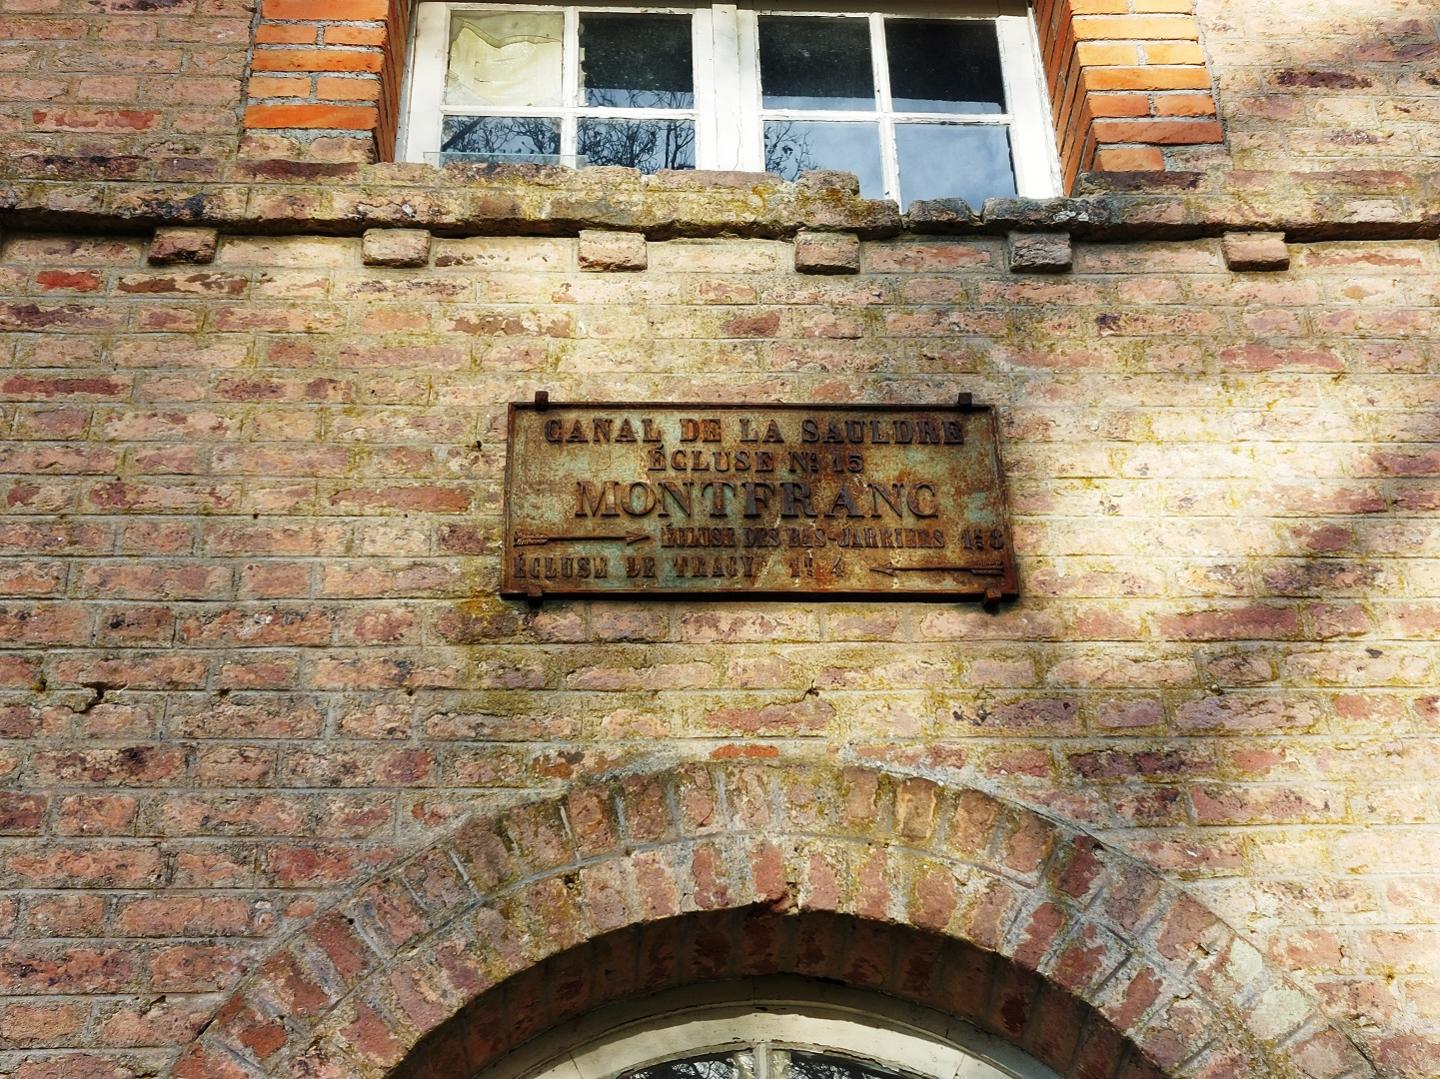 CANAL DE LA SAULDRE
ÉCLUSE Nº 15
MONTFRANC
ÉCLUSE DES BAS-JARRIERS
ÉCLUSE DE TRACY